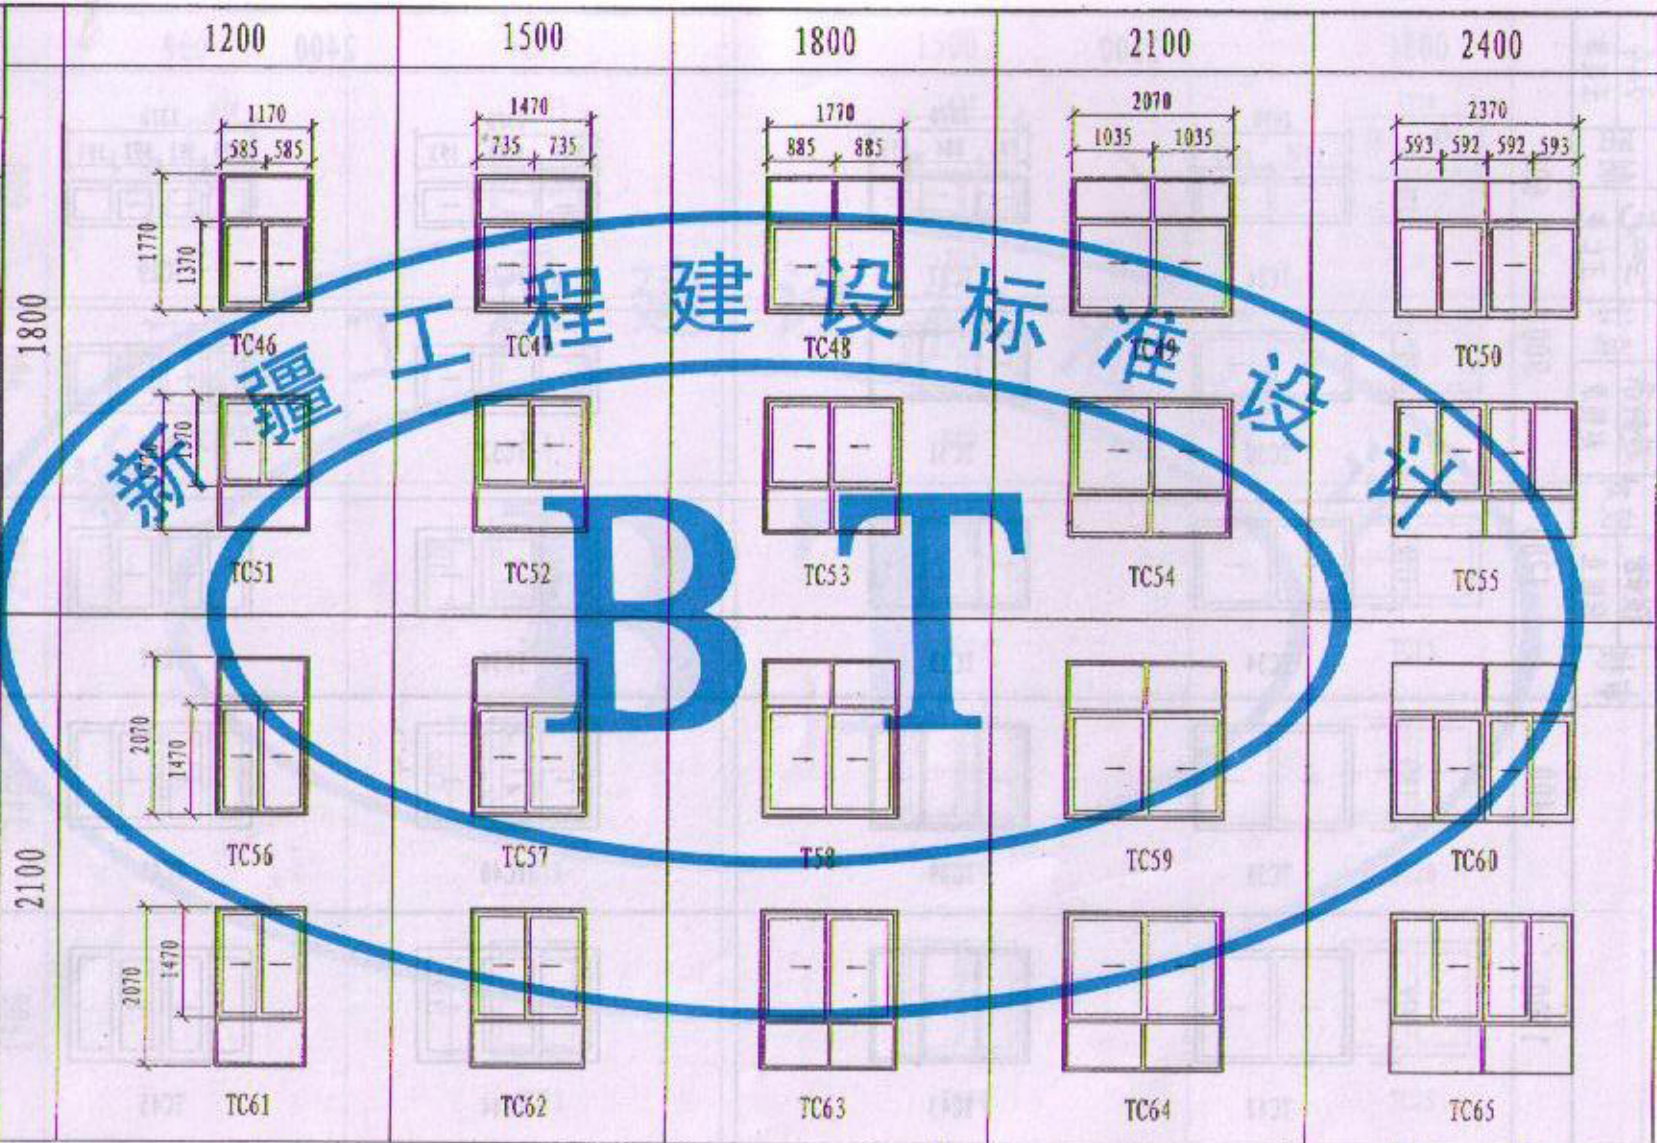 1200 1500 1800 2100 2400
1170 1470 1770 2070 2370
585 585 735 735 885 885 1035 1035 593 592 592 593
1800
1770
1370
TC46 TC47 TC48 TC49 TC50
1370
TC51 TC52 TC53 TC54 TC55
2100
2070
1470
TC56 TC57 T58 TC59 TC60
2070
1470
TC61 TC62 TC63 TC64 TC65
新疆工程建设标准设计
BT